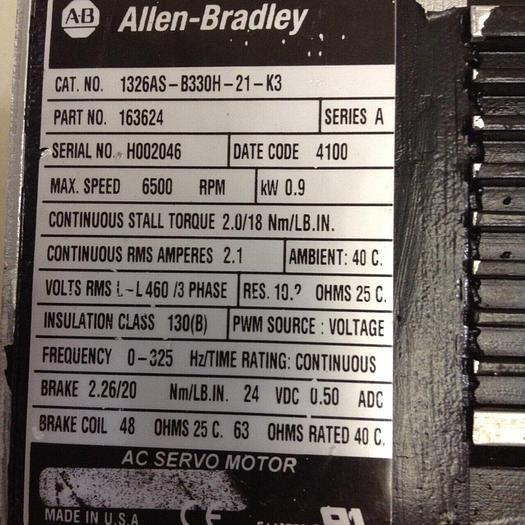 A-B Allen-Bradley
CAT. NO. 1326AS-B330H-21-K3
PART NO. 163624 SERIES A
SERIAL NO. H002046 DATE CODE 4100
MAX. SPEED 6500 RPM kW 0.9
CONTINUOUS STALL TORQUE 2.0/18 Nm/LB.IN.
CONTINUOUS RMS AMPERES 2.1 AMBIENT: 40 C.
VOLTS RMS L-L 460 /3 PHASE RES. OHMS 25 C.
INSULATION CLASS 130(B) PWM SOURCE : VOLTAGE
FREQUENCY 0-325 Hz/TIME RATING: CONTINUOUS
BRAKE 2.26/20 Nm/LB.IN. 24 VDC 0.50 ADC
BRAKE COIL 48 OHMS 25 C. 63 OHMS RATED 40 C.
AC SERVO MOTOR
MADE IN U.S.A CE